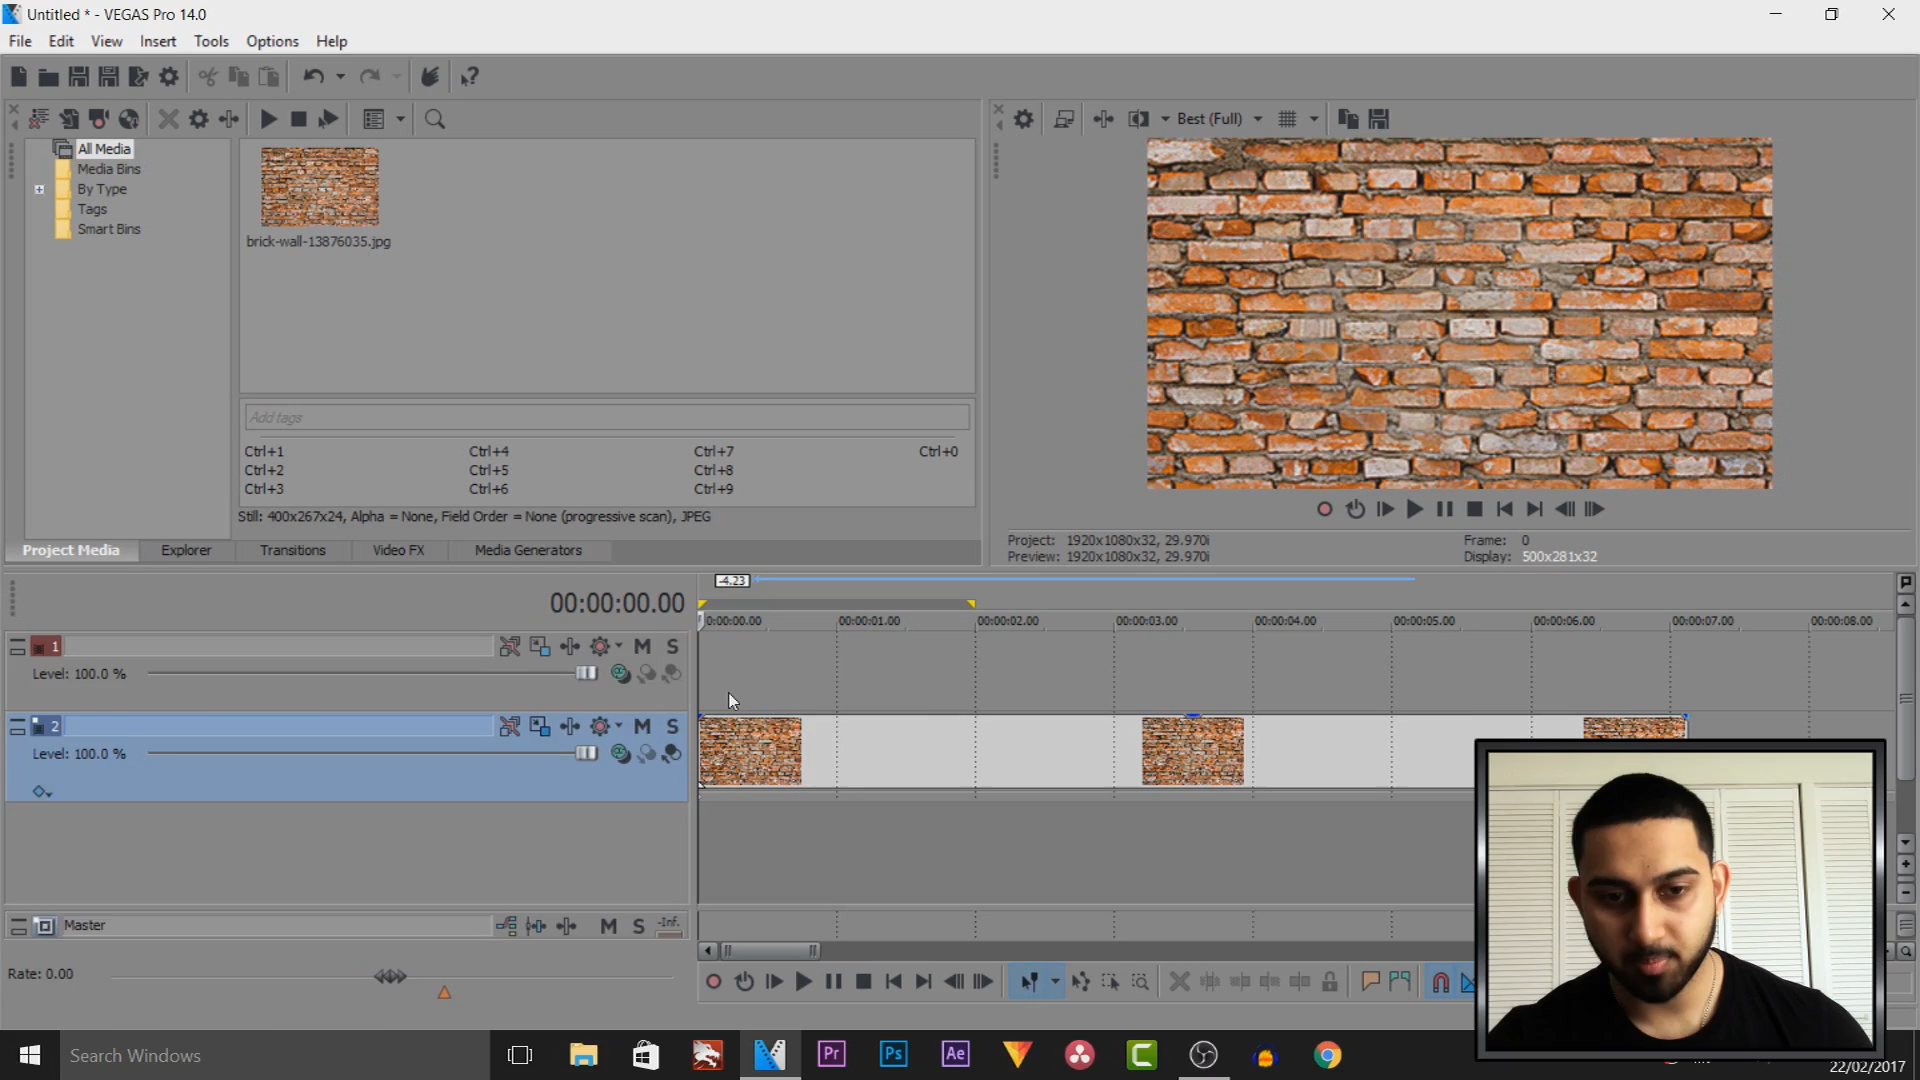 Untitled * - VEGAS Pro 14.0
File Edit View Insert Tools Options Help
Best (Full)
All Media
Media Bins
By Type
Tags
Smart Bins
brick-wall-13876035.jpg
Add tags
Ctrl+1 Ctrl+4 Ctrl+7 Ctrl+0
Ctrl+2 Ctrl+5 Ctrl+8
Ctrl+3 Ctrl+6 Ctrl+9
Still: 400x267x24, Alpha = None, Field Order = None (progressive scan), JPEG
Project: 1920x1080x32, 29.970i Frame: 0
Preview: 1920x1080x32, 29.970i Display: 500x281x32
Project Media Explorer Transitions Video FX Media Generators
-4.23
00:00:00.00
0:00:00.00 00:00:01.00 00:00:02.00 00:00:03.00 00:00:04.00 00:00:05.00 00:00:06.00 00:00:07.00 00:00:08.00
1 M S
Level: 100.0 %
2 M S
Level: 100.0 %
Master M S -Inf.
Rate: 0.00
Search Windows
Pr Ps Ae
22/02/2017